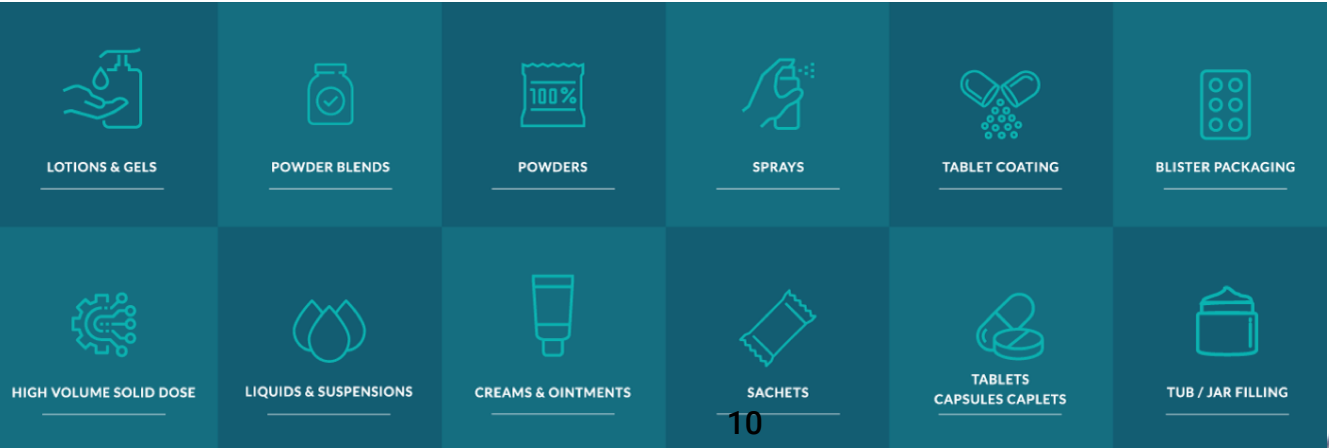 100%
LOTIONS & GELS
POWDER BLENDS
POWDERS
SPRAYS
TABLET COATING
BLISTER PACKAGING
HIGH VOLUME SOLID DOSE
LIQUIDS & SUSPENSIONS
CREAMS & OINTMENTS
SACHETS
TABLETS
CAPSULES CAPLETS
TUB / JAR FILLING
10